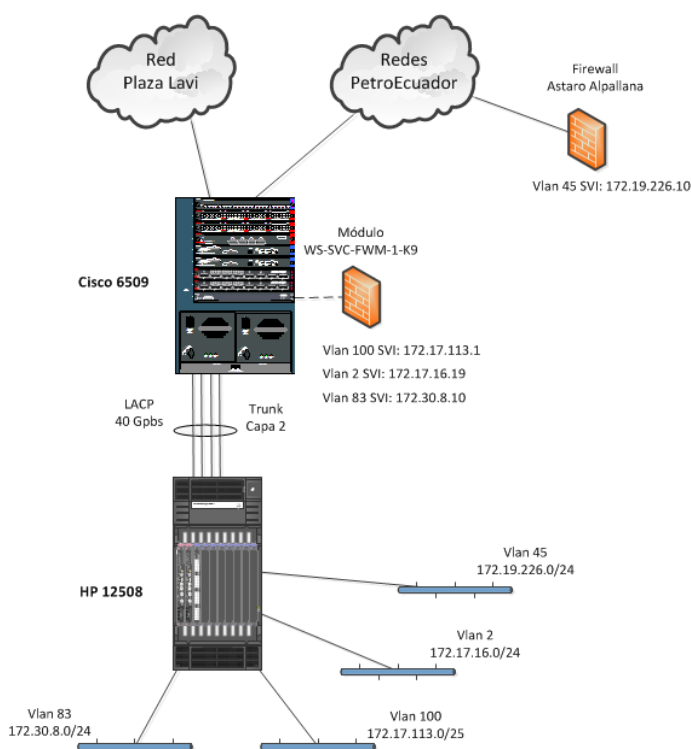 Red
Plaza Lavi
Redes
PetroEcuador
Firewall
Astaro Alpallana
Vlan 45 SVI: 172.19.226.10
Módulo
WS-SVC-FWM-1-K9
Cisco 6509
Vlan 100 SVI: 172.17.113.1
Vlan 2 SVI: 172.17.16.19
Vlan 83 SVI: 172.30.8.10
LACP
40 Gpbs
Trunk
Capa 2
HP 12508
Vlan 45
172.19.226.0/24
Vlan 2
172.17.16.0/24
Vlan 83
172.30.8.0/24
Vlan 100
172.17.113.0/25